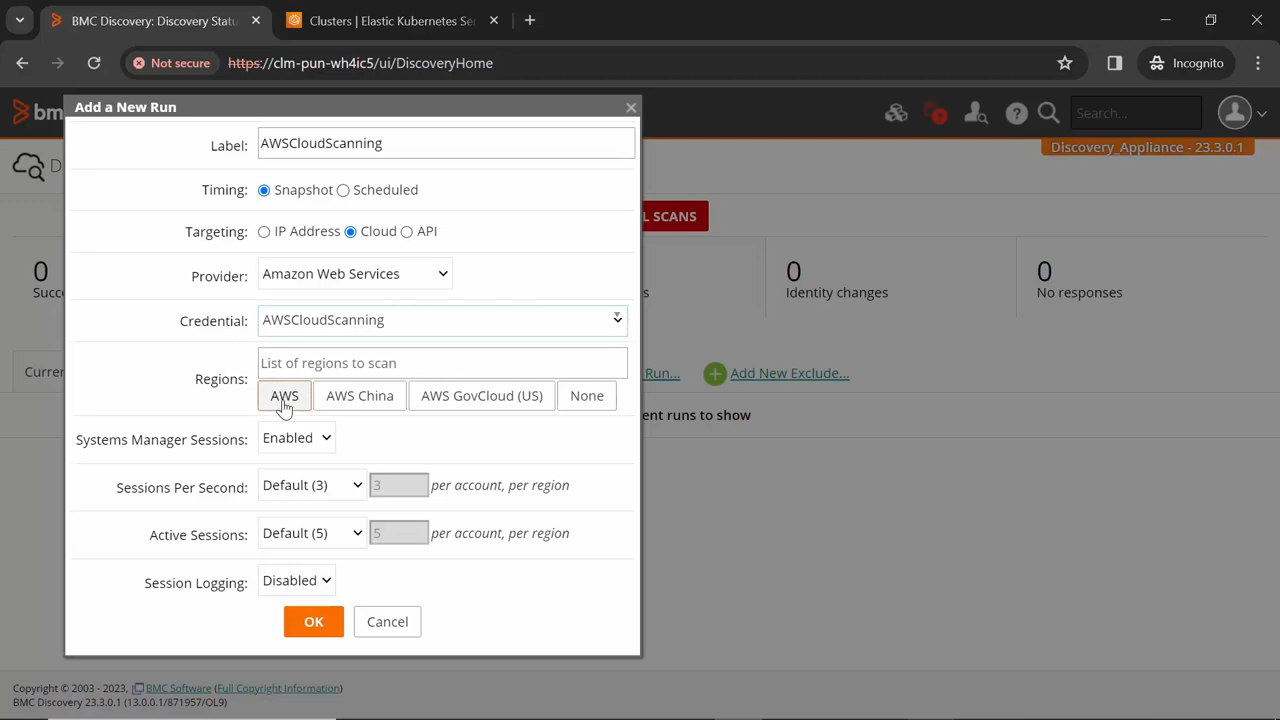 BMC Discovery: Discovery Statu
Clusters | Elastic Kubernetes Ser
Not secure
https://clm-pun-wh4ic5/ui/DiscoveryHome
Incognito
bm
Search...
Discovery_Appliance - 23.3.0.1
D
Add a New Run
Label: AWSCloudScanning
Timing: Snapshot Scheduled
Targeting: IP Address Cloud API
Provider: Amazon Web Services
Credential: AWSCloudScanning
Regions: List of regions to scan
AWS AWS China AWS GovCloud (US) None
Systems Manager Sessions: Enabled
Sessions Per Second: Default (3) 3 per account, per region
Active Sessions: Default (5) 5 per account, per region
Session Logging: Disabled
OK Cancel
L SCANS
0
Succ
s
0
Identity changes
0
No responses
Curren
Run... Add New Exclude...
ent runs to show
Copyright © 2003 - 2023, BMC Software (Full Copyright Information)
BMC Discovery 23.3.0.1 (13.0.0.1/871957/OL9)